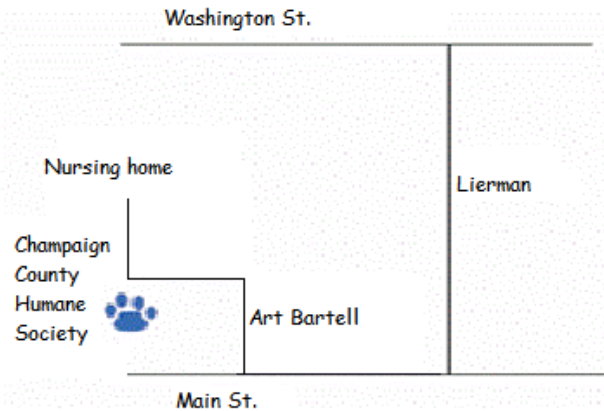 Washington St.
Nursing home
Lierman
Champaign
County
Humane
Society
Art Bartell
Main St.